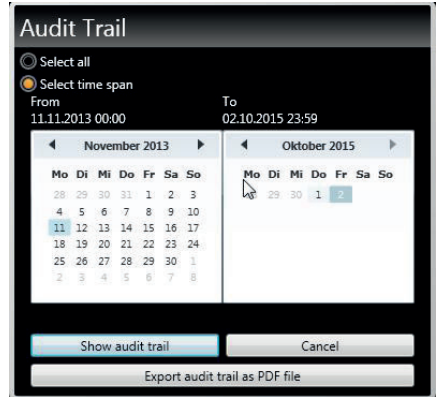 Audit Trail
Select all
Select time span
From To
11.11.2013 00:00 02.10.2015 23:59
November 2013 Oktober 2015
Mo Di Mi Do Fr Sa So Mo Di Mi Do Fr Sa So
28 29 30 31 1 2 3 29 30 1 2
4 5 6 7 8 9 10
11 12 13 14 15 16 17
18 19 20 21 22 23 24
25 26 27 28 29 30 1
2 3 4 5 6 7 8
Show audit trail Cancel
Export audit trail as PDF file